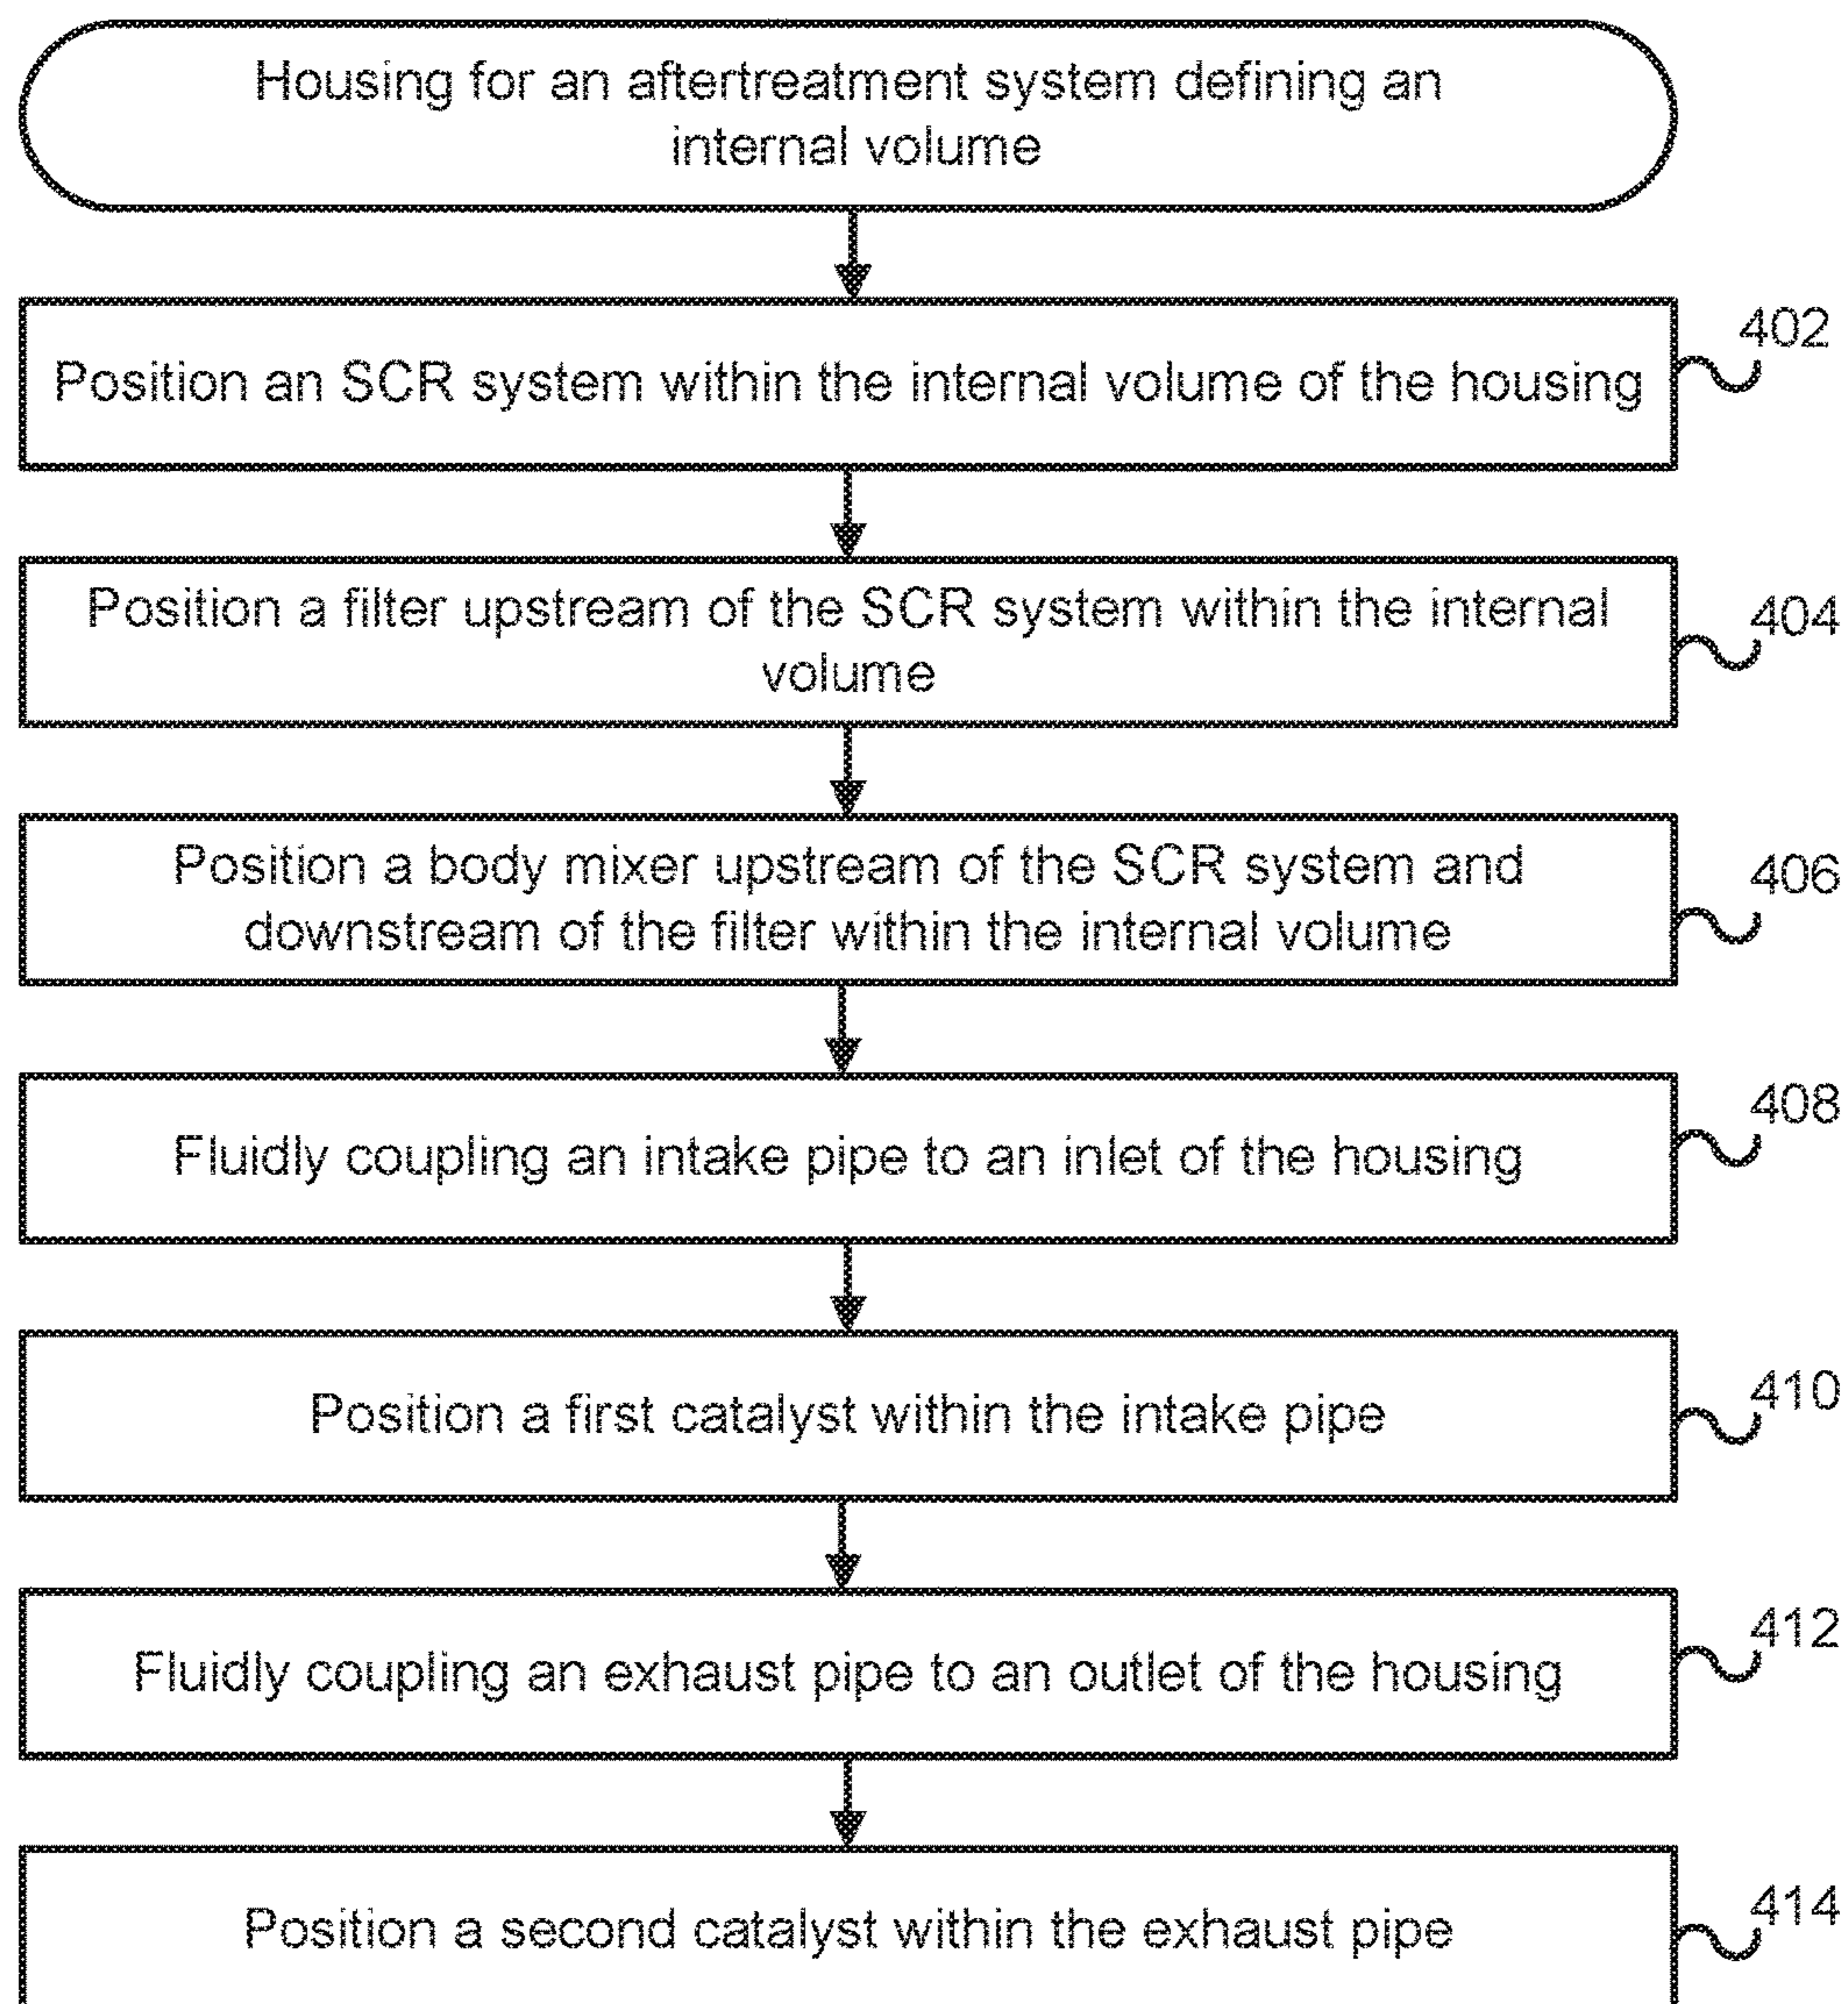 Housing for an aftertreatment system defining an
internal volume
402
Position an SCR system within the internal volume of the housing
Position a filter upstream of the SCR system within the internal
volume
404
Position a body mixer upstream of the SCR system and
downstream of the filter within the internal volume
406
408
Fluidly coupling an intake pipe to an inlet of the housing
410
Position a first catalyst within the intake pipe
412
Fluidly coupling an exhaust pipe to an outlet of the housing
414
Position a second catalyst within the exhaust pipe